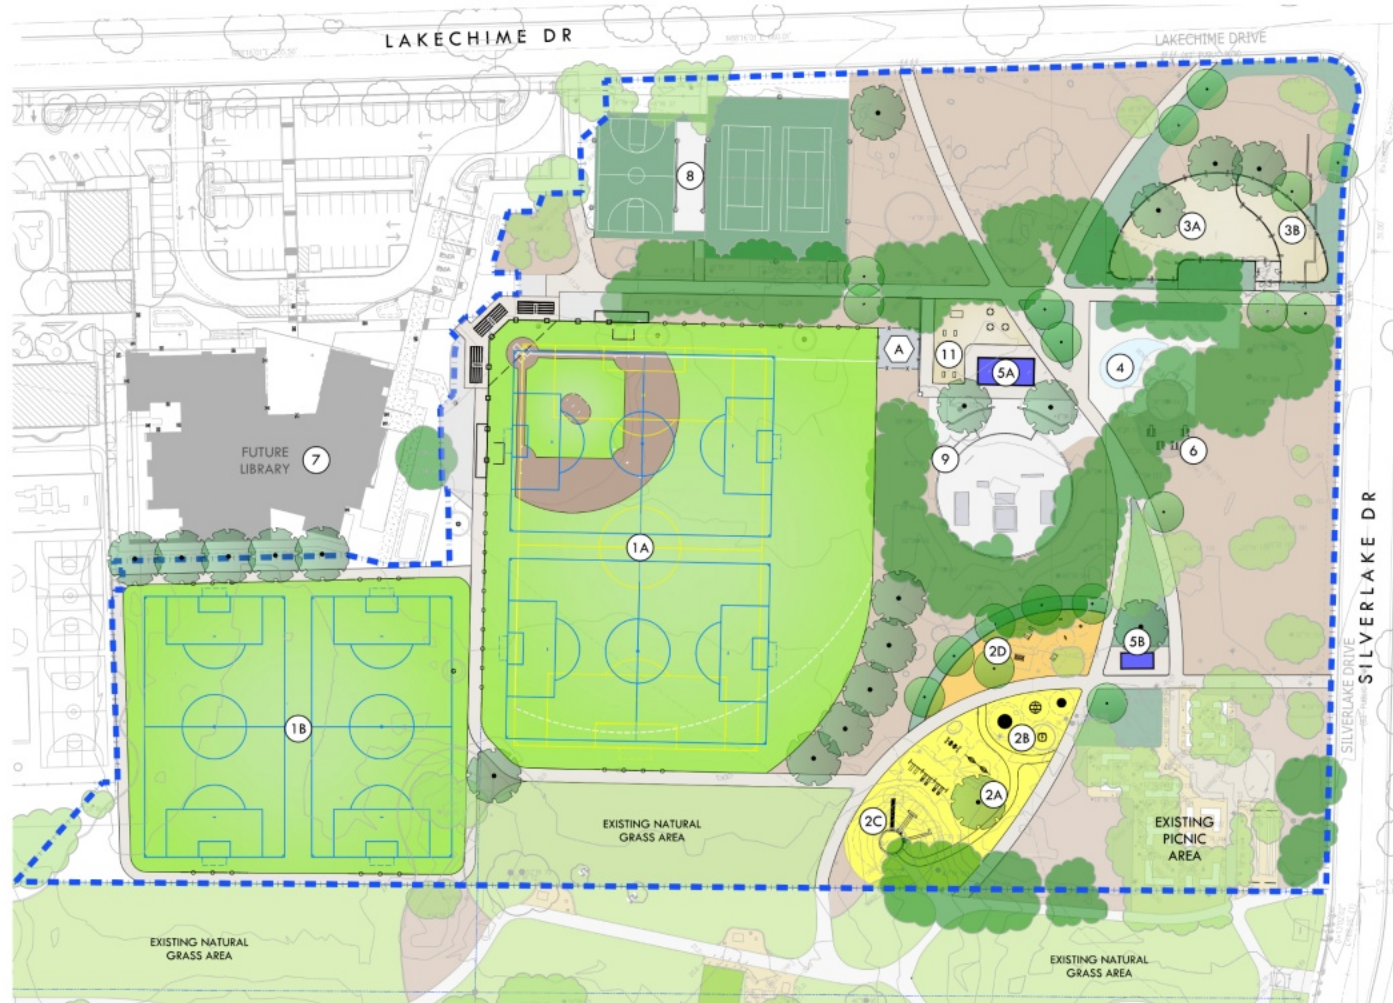 LAKECHIME DR
LAKECHIME DRIVE
8
3A
3B
A
11
5A
4
FUTURE
LIBRARY
7
9
6
1A
SILVERLAKE DR
SILVERLAKE DRIVE
2D
5B
1B
2B
2A
2C
EXISTING NATURAL
GRASS AREA
EXISTING
PICNIC
AREA
EXISTING NATURAL
GRASS AREA
EXISTING NATURAL
GRASS AREA